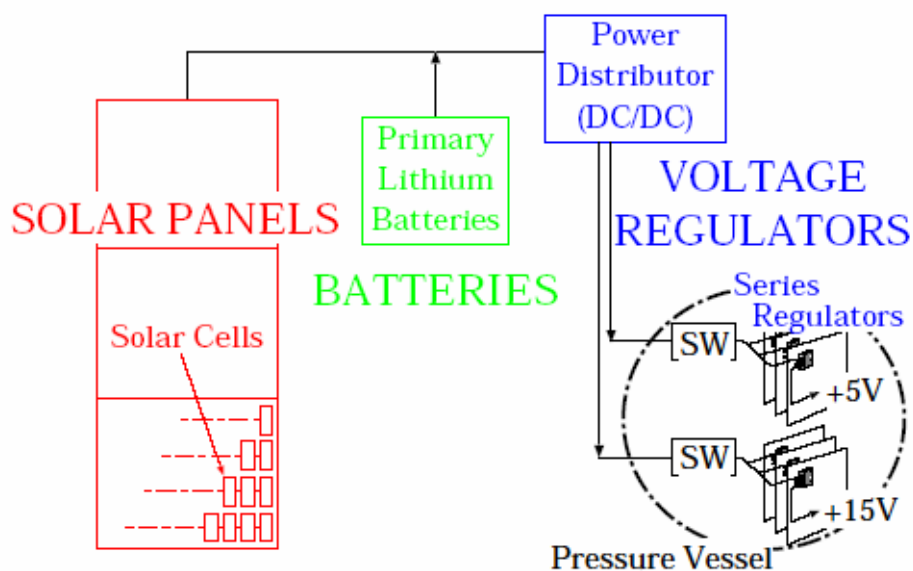 Power
Distributor
(DC/DC)
Primary
Lithium
Batteries
SOLAR PANELS
VOLTAGE
REGULATORS
BATTERIES
Series
Regulators
Solar Cells
SW
+5V
SW
+15V
Pressure Vessel